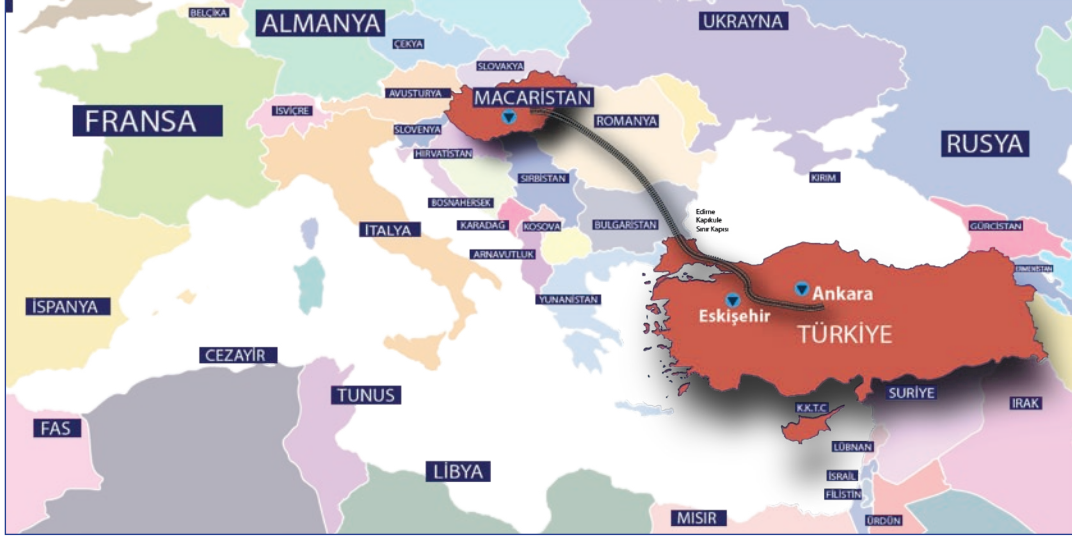 BELÇİKA
ALMANYA
UKRAYNA
ÇEKYA
SLOVAKYA
AVUSTURYA
MACARİSTAN
İSVİÇRE
FRANSA
ROMANYA
SLOVENYA
RUSYA
HIRVATİSTAN
SIRBİSTAN
KIRIM
BOSNAHERSEK
Edirne
Kapıkule
Sınır Kapısı
İTALYA
KARADAĞ
KOSOVA
BULGARİSTAN
GÜRCİSTAN
ARNAVUTLUK
ERMENİSTAN
YUNANİSTAN
Ankara
İSPANYA
Eskişehir
TÜRKİYE
CEZAYİR
TUNUS
SURİYE
K.K.T.C
IRAK
FAS
LÜBNAN
LİBYA
İSRAİL
FİLİSTİN
MISIR
ÜRDÜN